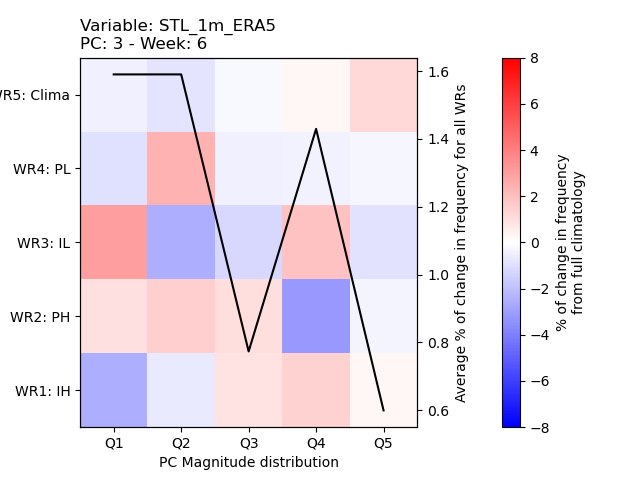 Variable: STL_1m_ERA5
PC: 3 - Week: 6
WR5: Clima
WR4: PL
WR3: IL
WR2: PH
WR1: IH
Q1 Q2 Q3 Q4 Q5
PC Magnitude distribution
1.6
1.4
1.2
1.0
0.8
0.6
Average % of change in frequency for all WRs
8
6
4
2
0
−2
−4
−6
−8
% of change in frequency
from full climatology